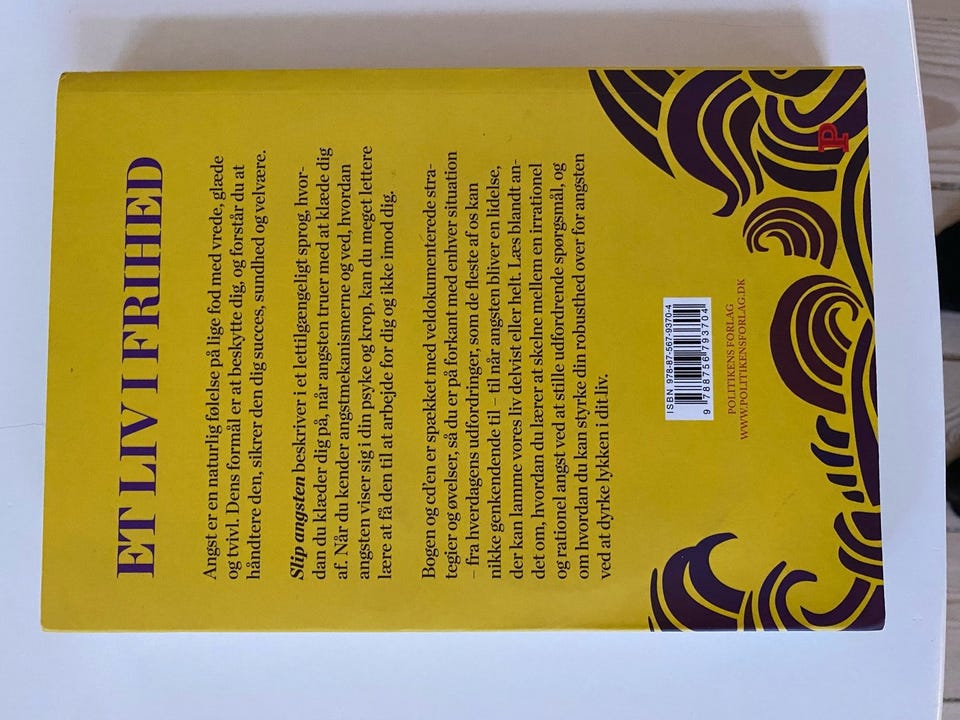 ET LIV I FRIHED
Angst er en naturlig følelse på lige fod med vrede, glæde
og tvivl. Dens formål er at beskytte dig, og forstår du at
håndtere den, sikrer den dig succes, sundhed og velvære.
Slip angsten beskriver i et lettilgængeligt sprog, hvor-
dan du klæder dig på, når angsten truer med at klæde dig
af. Når du kender angstmekanismerne og ved, hvordan
angsten viser sig i din psyke og krop, kan du meget lettere
lære at få den til at arbejde for dig og ikke imod dig.
Bogen og eden er spækket med veldokumenterede stra-
tegier og øvelser, så du er på forkant med enhver situation
– fra hverdagens udfordringer, som de fleste af os kan
nikke genkendende til – til når angsten bliver en lidelse,
der kan lamme vores liv delvist eller helt. Læs blandt an-
det om, hvordan du lærer at skelne mellem en irrationel
og rationel angst ved at stille udfordrende spørgsmål, og
om hvordan du kan styrke din robusthed over for angsten
ved at dyrke lykken i dit liv.
ISBN 978-87-567-9370-4
9 788756 793704
POLITIKENS FORLAG
WWW.POLITIKENSFORLAG.DK
P